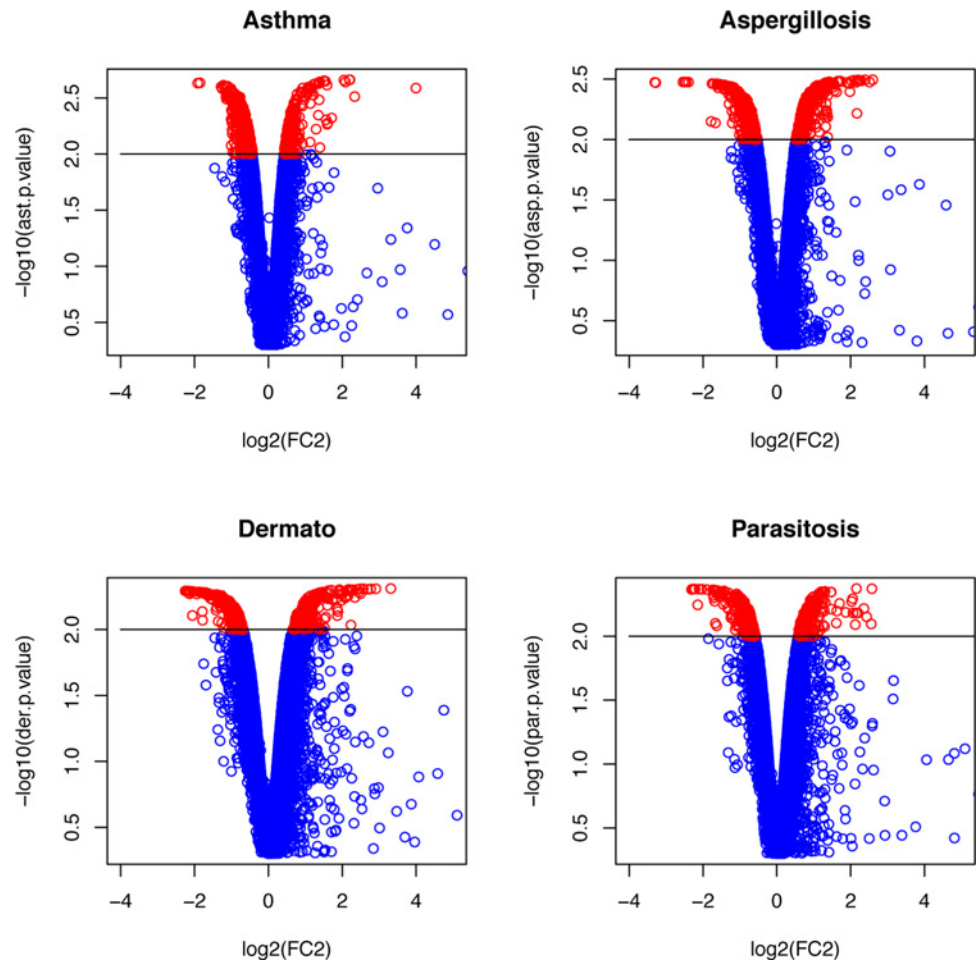 Asthma
−log10(ast.p.value)
2.5
2.0
1.5
1.0
0.5
−4 −2 0 2 4
log2(FC2)
Aspergillosis
−log10(asp.p.value)
2.5
2.0
1.5
1.0
0.5
−4 −2 0 2 4
log2(FC2)
Dermato
−log10(der.p.value)
2.0
1.5
1.0
0.5
−4 −2 0 2 4
log2(FC2)
Parasitosis
−log10(par.p.value)
2.0
1.5
1.0
0.5
−4 −2 0 2 4
log2(FC2)